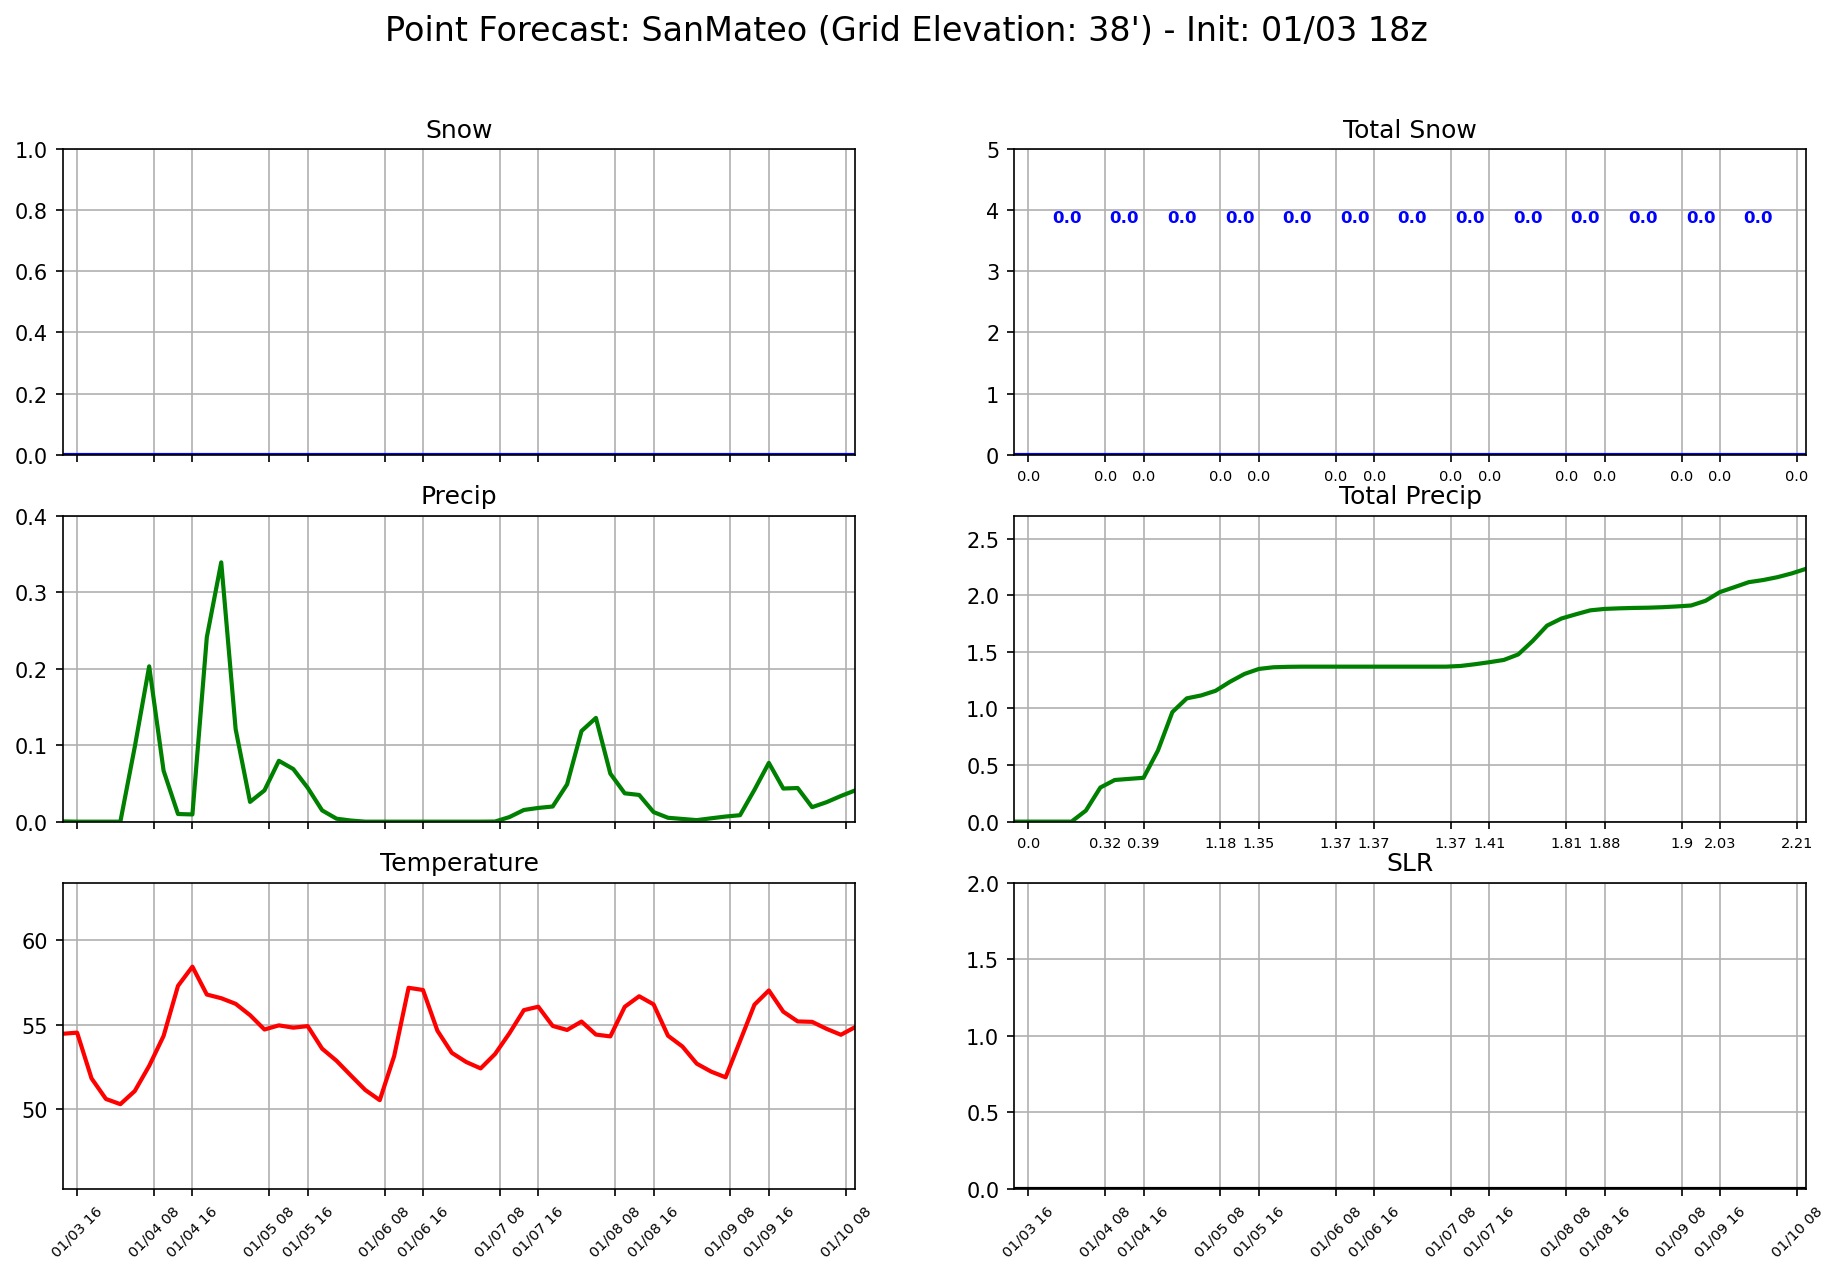 Point Forecast: SanMateo (Grid Elevation: 38') - Init: 01/03 18z
Snow
1.0
0.8
0.6
0.4
0.2
0.0
Total Snow
5
4
3
2
1
0
0.0 0.0 0.0 0.0 0.0 0.0 0.0 0.0 0.0 0.0 0.0 0.0 0.0
0.0 0.0 0.0 0.0 0.0 0.0 0.0 0.0 0.0 0.0 0.0 0.0 0.0 0.0
Precip
0.4
0.3
0.2
0.1
0.0
Total Precip
2.5
2.0
1.5
1.0
0.5
0.0
0.0 0.32 0.39 1.18 1.35 1.37 1.37 1.37 1.41 1.81 1.88 1.9 2.03 2.21
Temperature
60
55
50
01/03 16 01/04 08 01/04 16 01/05 08 01/05 16 01/06 08 01/06 16 01/07 08 01/07 16 01/08 08 01/08 16 01/09 08 01/09 16 01/10 08
SLR
2.0
1.5
1.0
0.5
0.0
01/03 16 01/04 08 01/04 16 01/05 08 01/05 16 01/06 08 01/06 16 01/07 08 01/07 16 01/08 08 01/08 16 01/09 08 01/09 16 01/10 08